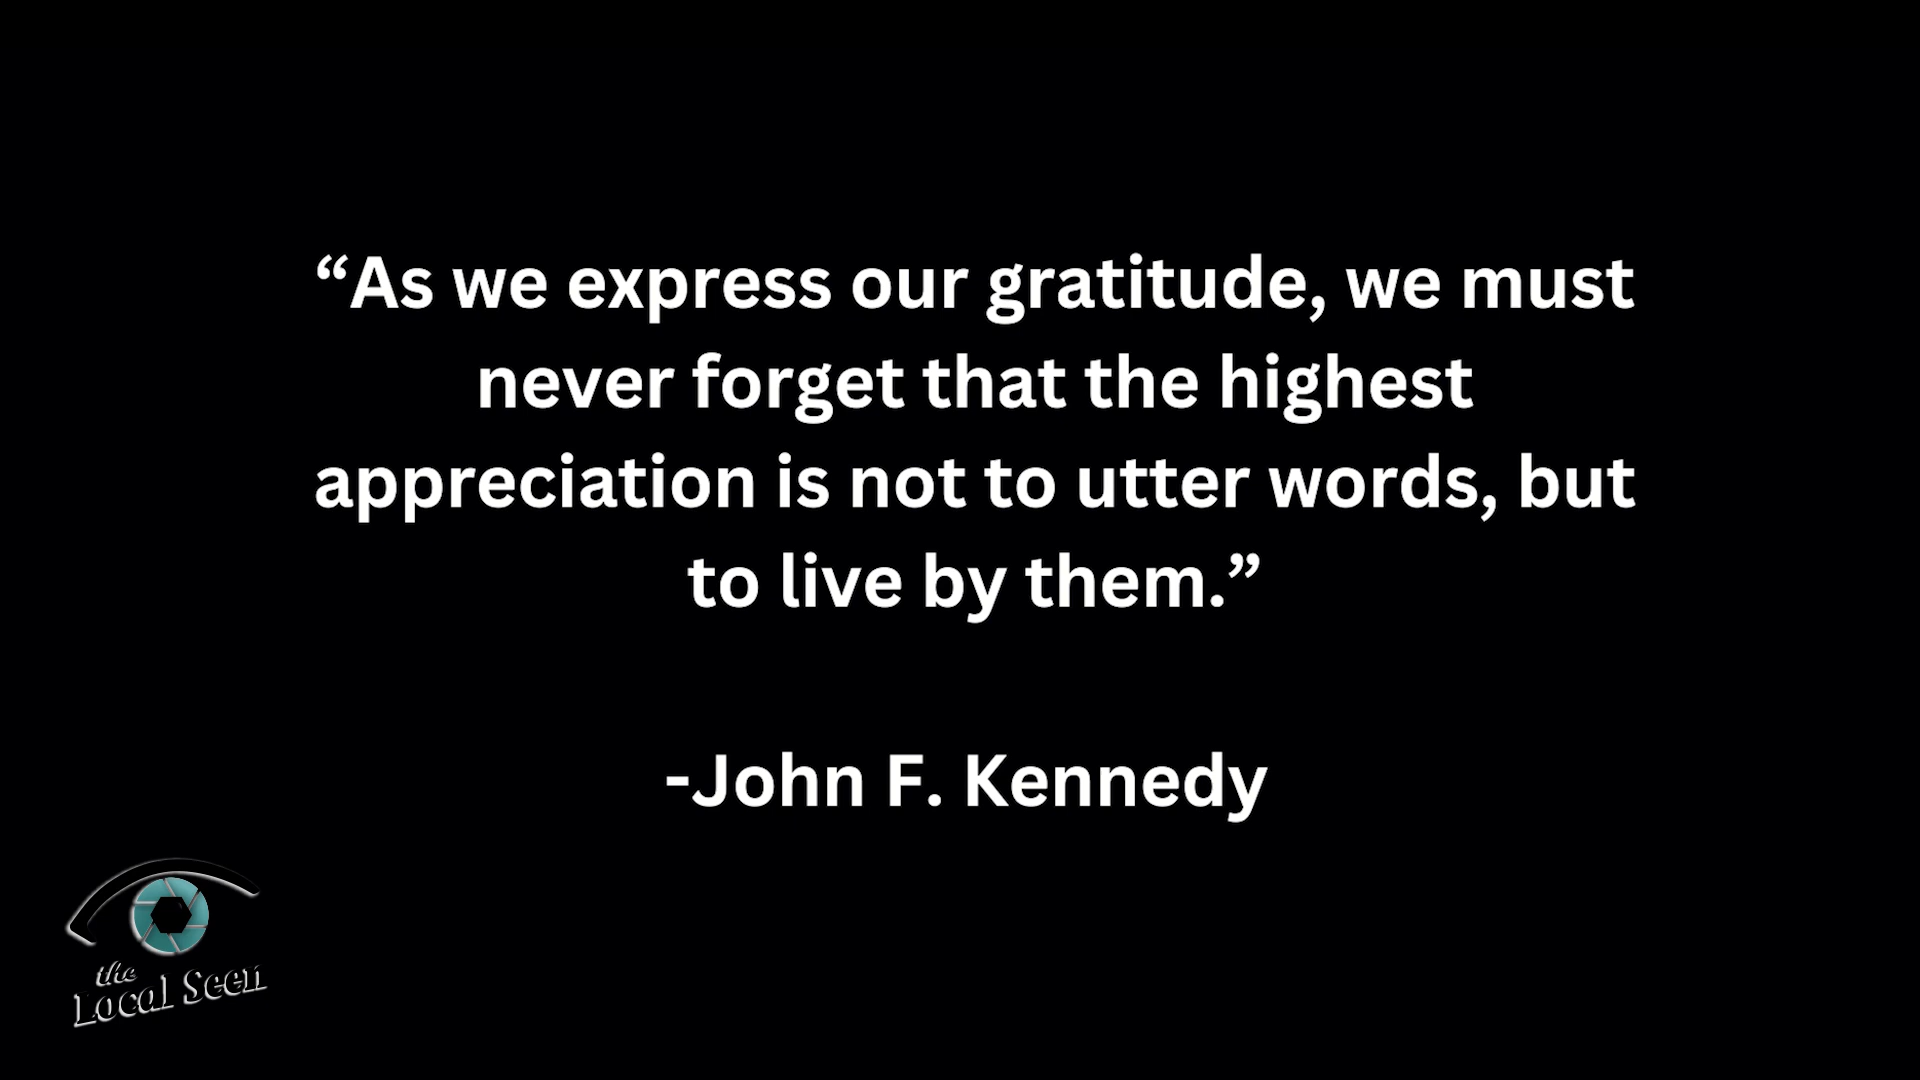 “As we express our gratitude, we must
never forget that the highest
appreciation is not to utter words, but
to live by them.”
-John F. Kennedy
the
Local Seen